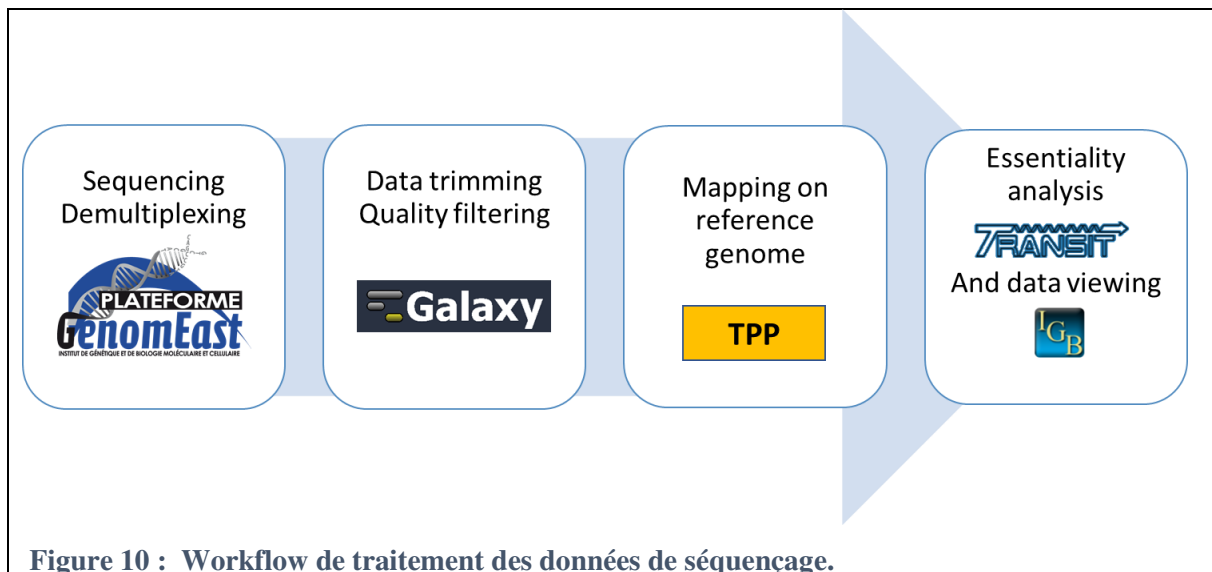 Sequencing
Demultiplexing
PLATEFORME
GenomEast
INSTITUT DE GÉNÉTIQUE ET DE BIOLOGIE MOLÉCULAIRE ET CELLULAIRE
Data trimming
Quality filtering
Galaxy
Mapping on
reference
genome
TPP
Essentiality
analysis
TRANSIT
And data viewing
IGB
Figure 10 : Workflow de traitement des données de séquençage.